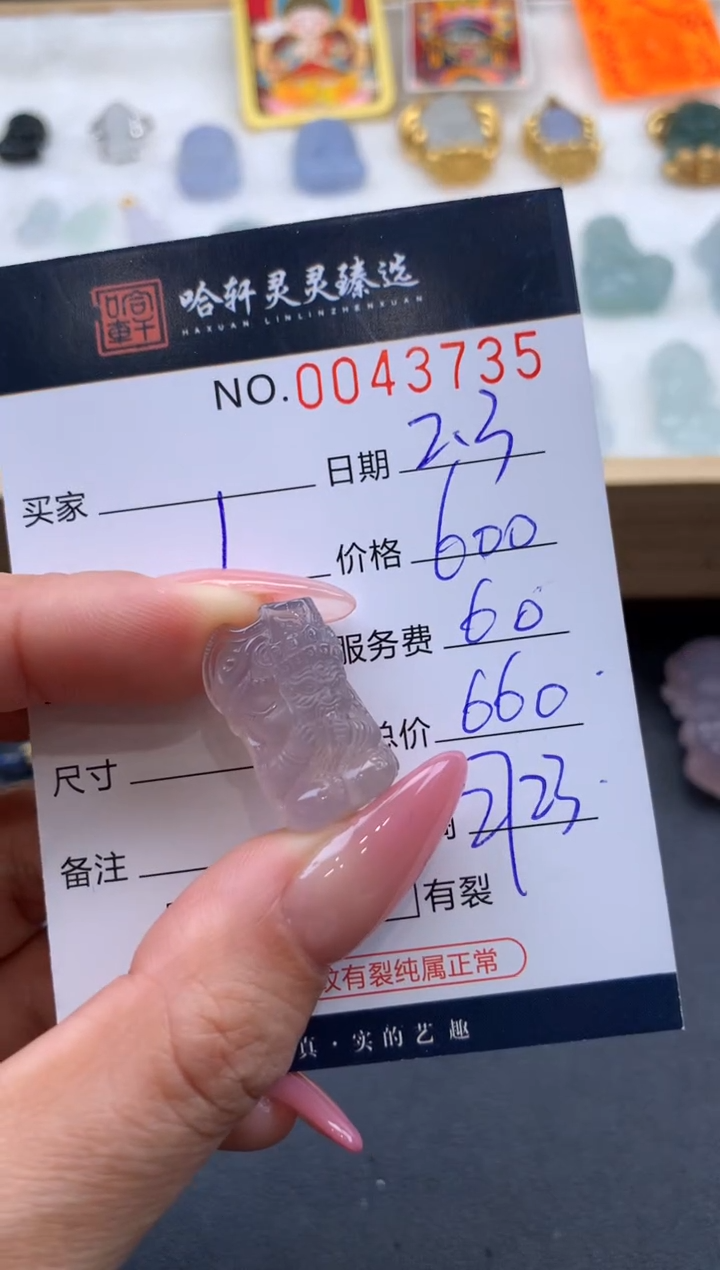 哈轩灵灵臻选
HAXUAN LINLINZHENXUAN
NO.0043735
买家 日期 2.3
价格 600
服务费 60
尺寸 总价 660
备注
有裂
纹有裂纯属正常
真·实的艺趣